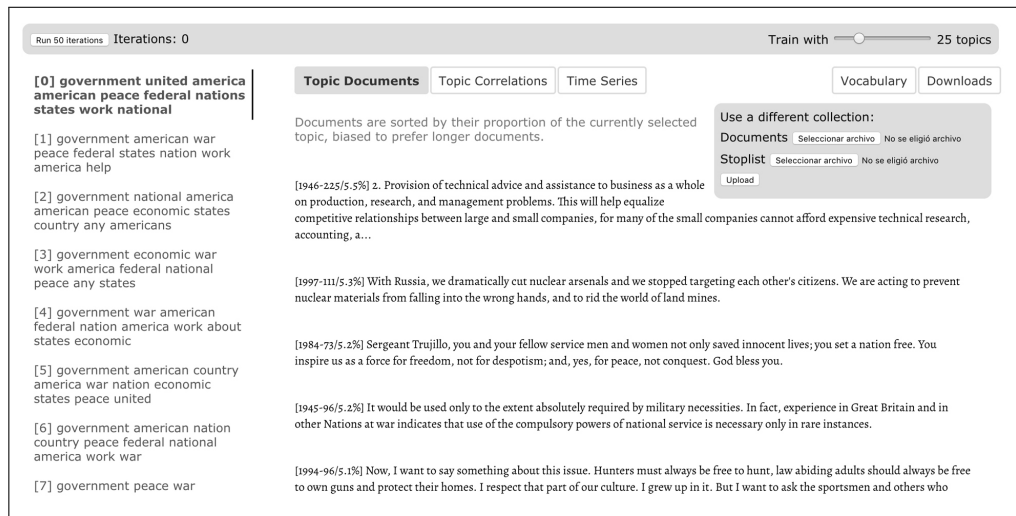 Run 50 iterations Iterations: 0
Train with 25 topics
[0] government united america
american peace federal nations
states work national
[1] government american war
peace federal states nation work
america help
[2] government national america
american peace economic states
country any americans
[3] government economic war
work america federal national
peace any states
[4] government war american
federal nation america work about
states economic
[5] government american country
america war nation economic
states peace united
[6] government american nation
country peace federal national
america work war
[7] government peace war
Topic Documents Topic Correlations Time Series
Vocabulary Downloads
Documents are sorted by their proportion of the currently selected
topic, biased to prefer longer documents.
Use a different collection:
Documents Seleccionar archivo No se eligió archivo
Stoplist Seleccionar archivo No se eligió archivo
Upload
[1946-225/5.5%] 2. Provision of technical advice and assistance to business as a whole
on production, research, and management problems. This will help equalize
competitive relationships between large and small companies, for many of the small companies cannot afford expensive technical research,
accounting, a...
[1997-111/5.3%] With Russia, we dramatically cut nuclear arsenals and we stopped targeting each other's citizens. We are acting to prevent
nuclear materials from falling into the wrong hands, and to rid the world of land mines.
[1984-73/5.2%] Sergeant Trujillo, you and your fellow service men and women not only saved innocent lives; you set a nation free. You
inspire us as a force for freedom, not for despotism; and, yes, for peace, not conquest. God bless you.
[1945-96/5.2%] It would be used only to the extent absolutely required by military necessities. In fact, experience in Great Britain and in
other Nations at war indicates that use of the compulsory powers of national service is necessary only in rare instances.
[1994-96/5.1%] Now, I want to say something about this issue. Hunters must always be free to hunt, law abiding adults should always be free
to own guns and protect their homes. I respect that part of our culture. I grew up in it. But I want to ask the sportsmen and others who